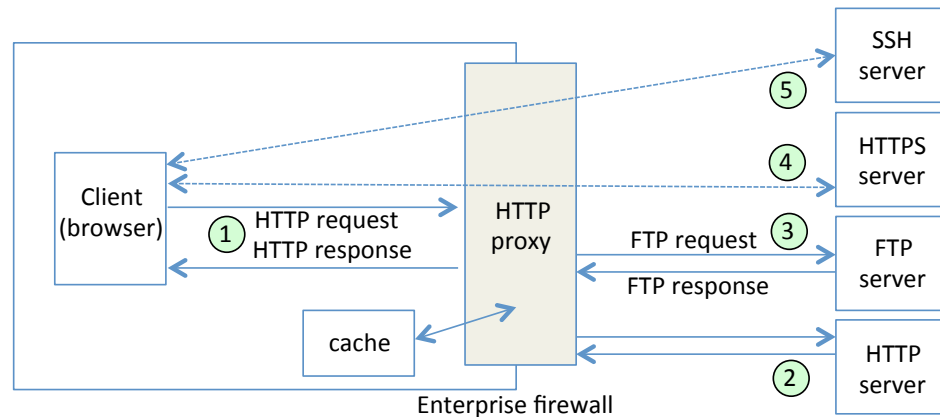 SSH
server
5
HTTPS
server
4
Client
(browser)
1
HTTP request
HTTP response
HTTP
proxy
3
FTP request
FTP response
FTP
server
cache
HTTP
server
2
Enterprise firewall